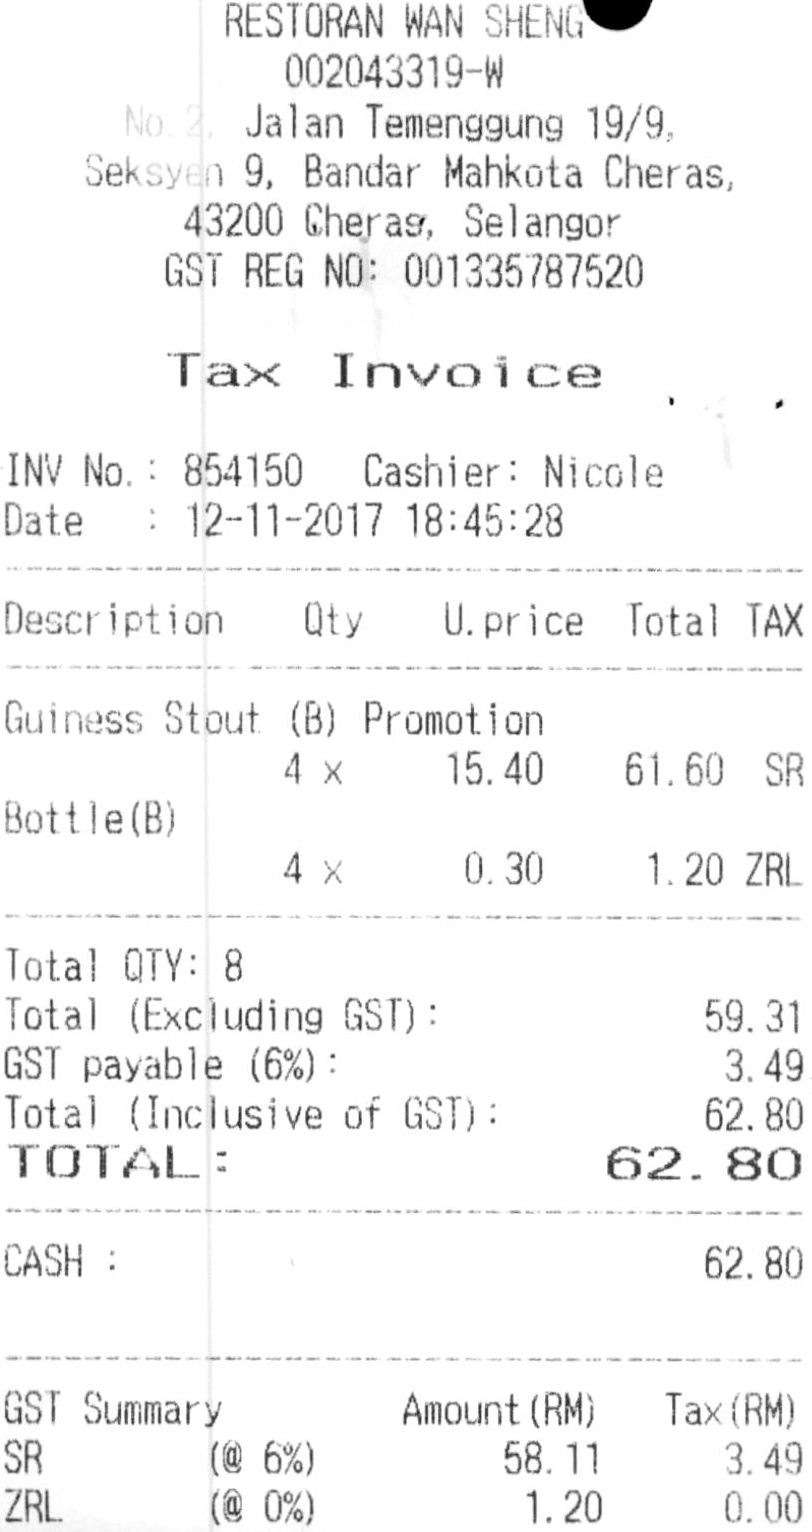 RESTORAN WAN SHENG
002043319-W
No.2, Jalan Temenggung 19/9,
Seksyen 9, Bandar Mahkota Cheras,
43200 Cheras, Selangor
GST REG NO: 001335787520
Tax Invoice
INV No.: 854150 Cashier: Nicole
Date : 12-11-2017 18:45:28
Description Qty U.price Total TAX
Guiness Stout (B) Promotion
4 x 15.40 61.60 SR
Bottle(B)
4 x 0.30 1.20 ZRL
Total QTY: 8
Total (Excluding GST): 59.31
GST payable (6%): 3.49
Total (Inclusive of GST): 62.80
TOTAL: 62.80
CASH : 62.80
GST Summary Amount(RM) Tax(RM)
SR (@ 6%) 58.11 3.49
ZRL (@ 0%) 1.20 0.00